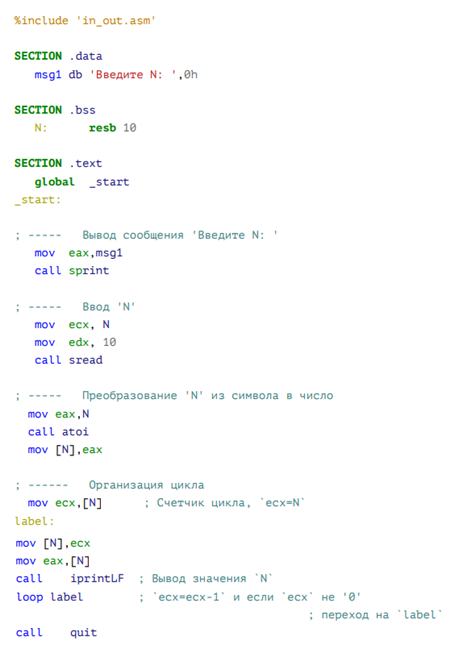 %include 'in_out.asm'
SECTION .data
msg1 db 'Введите N: ',0h
SECTION .bss
N: resb 10
SECTION .text
global _start
_start:
; ----- Вывод сообщения 'Введите N: '
mov eax,msg1
call sprint
; ----- Ввод 'N'
mov ecx, N
mov edx, 10
call sread
; ----- Преобразование 'N' из символа в число
mov eax,N
call atoi
mov [N],eax
; ------ Организация цикла
mov ecx,[N] ; Счетчик цикла, `ecx=N`
label:
mov [N],ecx
mov eax,[N]
call iprintLF ; Вывод значения `N`
loop label ; `ecx=ecx-1` и если `ecx` не '0'
; переход на `label`
call quit